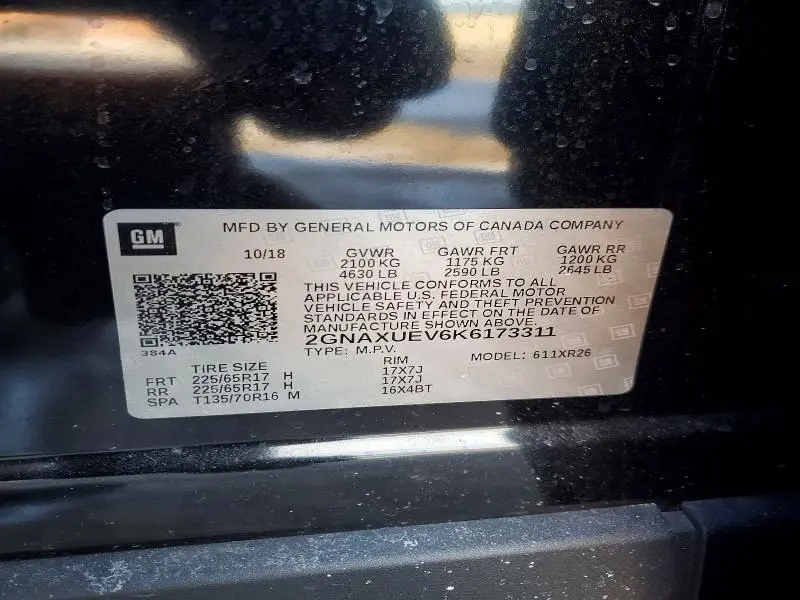 GM
MFD BY GENERAL MOTORS OF CANADA COMPANY
10/18 GVWR GAWR FRT GAWR RR
2100 KG 1175 KG 1200 KG
4630 LB 2590 LB 2645 LB
THIS VEHICLE CONFORMS TO ALL
APPLICABLE U.S. FEDERAL MOTOR
VEHICLE SAFETY AND THEFT PREVENTION
STANDARDS IN EFFECT ON THE DATE OF
MANUFACTURE SHOWN ABOVE.
2GNAXUEV6K6173311
384A
TYPE: M.P.V. MODEL: 611XR26
TIRE SIZE RIM
FRT 225/65R17 H 17X7J
RR 225/65R17 H 17X7J
SPA T135/70R16 M 16X4BT